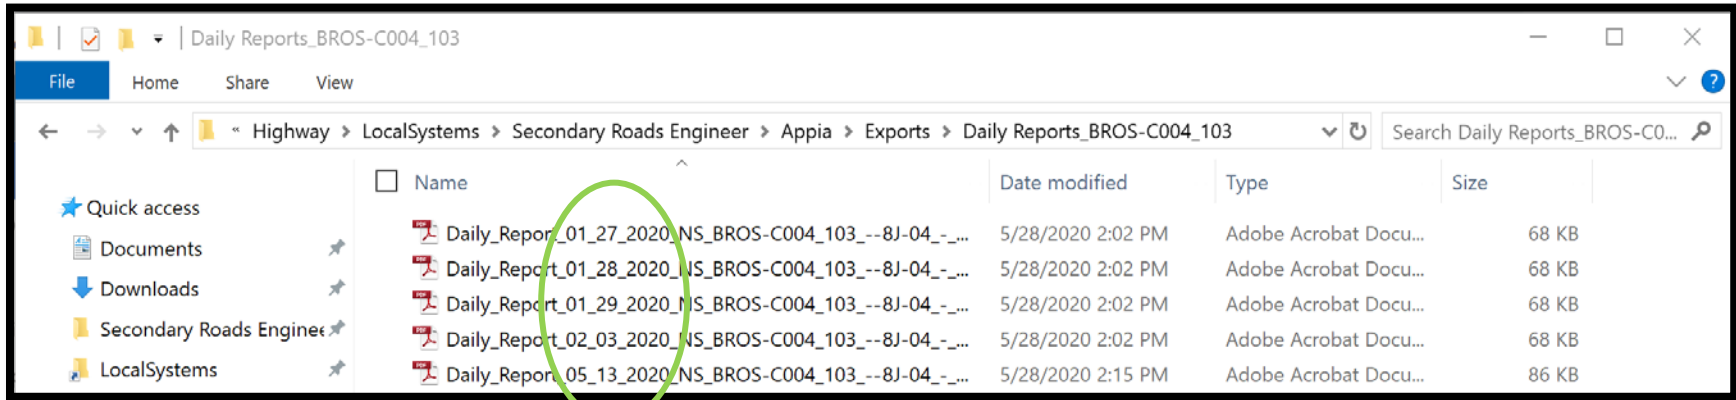 Daily Reports_BROS-C004_103
File Home Share View
« Highway > LocalSystems > Secondary Roads Engineer > Appia > Exports > Daily Reports_BROS-C004_103 Search Daily Reports_BROS-C0...
Name Date modified Type Size
Quick access
Daily_Report_01_27_2020_NS_BROS-C004_103_--8J-04_-_... 5/28/2020 2:02 PM Adobe Acrobat Docu... 68 KB
Documents
Daily_Report_01_28_2020_NS_BROS-C004_103_--8J-04_-_... 5/28/2020 2:02 PM Adobe Acrobat Docu... 68 KB
Downloads
Daily_Report_01_29_2020_NS_BROS-C004_103_--8J-04_-_... 5/28/2020 2:02 PM Adobe Acrobat Docu... 68 KB
Secondary Roads Enginee
Daily_Report_02_03_2020_NS_BROS-C004_103_--8J-04_-_... 5/28/2020 2:02 PM Adobe Acrobat Docu... 68 KB
LocalSystems
Daily_Report_05_13_2020_NS_BROS-C004_103_--8J-04_-_... 5/28/2020 2:15 PM Adobe Acrobat Docu... 86 KB